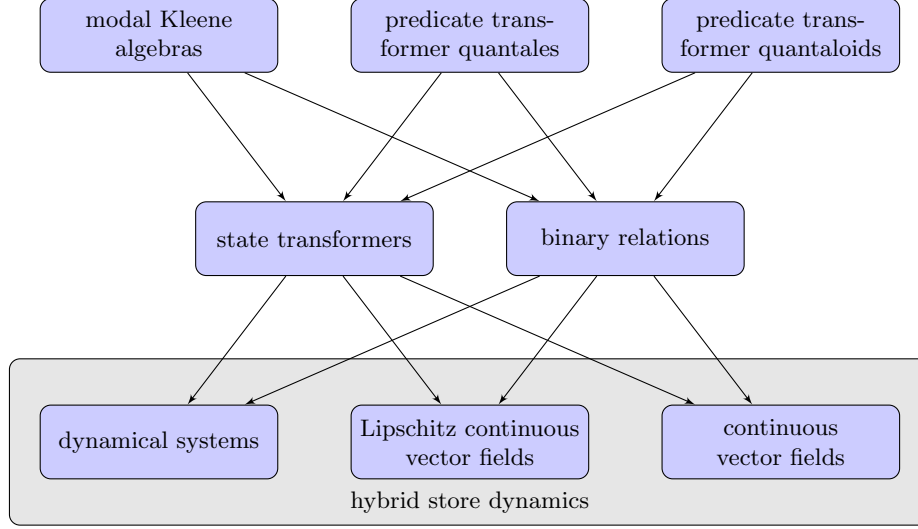 modal Kleene
algebras
predicate trans-
former quantales
predicate trans-
former quantaloids
state transformers
binary relations
dynamical systems
Lipschitz continuous
vector fields
continuous
vector fields
hybrid store dynamics